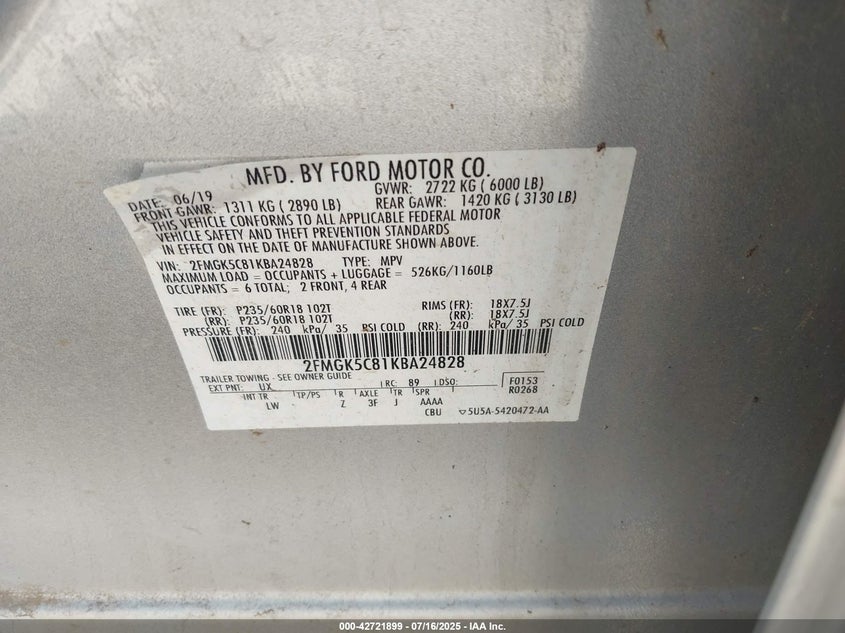 MFD. BY FORD MOTOR CO.
DATE: 06/19 GVWR: 2722 KG ( 6000 LB)
FRONT GAWR: 1311 KG ( 2890 LB) REAR GAWR: 1420 KG ( 3130 LB)
THIS VEHICLE CONFORMS TO ALL APPLICABLE FEDERAL MOTOR
VEHICLE SAFETY AND THEFT PREVENTION STANDARDS
IN EFFECT ON THE DATE OF MANUFACTURE SHOWN ABOVE.
VIN: 2FMGK5C81KBA24828 TYPE: MPV
MAXIMUM LOAD = OCCUPANTS + LUGGAGE = 526KG/1160LB
OCCUPANTS = 6 TOTAL; 2 FRONT, 4 REAR
TIRE (FR): P235/60R18 102T RIMS (FR): 18X7.5J
(RR): P235/60R18 102T (RR): 18X7.5J
PRESSURE (FR): 240 kPa/ 35 PSI COLD (RR): 240 kPa/ 35 PSI COLD
2FMGK5C81KBA24828
TRAILER TOWING - SEE OWNER GUIDE
EXT PNT: UX RC: 89 DSO: F0153
R0268
INT TR TP/PS R AXLE TR SPR
LW Z 3F J AAAA
CBU 5U5A-5420472-AA
000-42721899 / 07/16/2025 - IAA Inc.